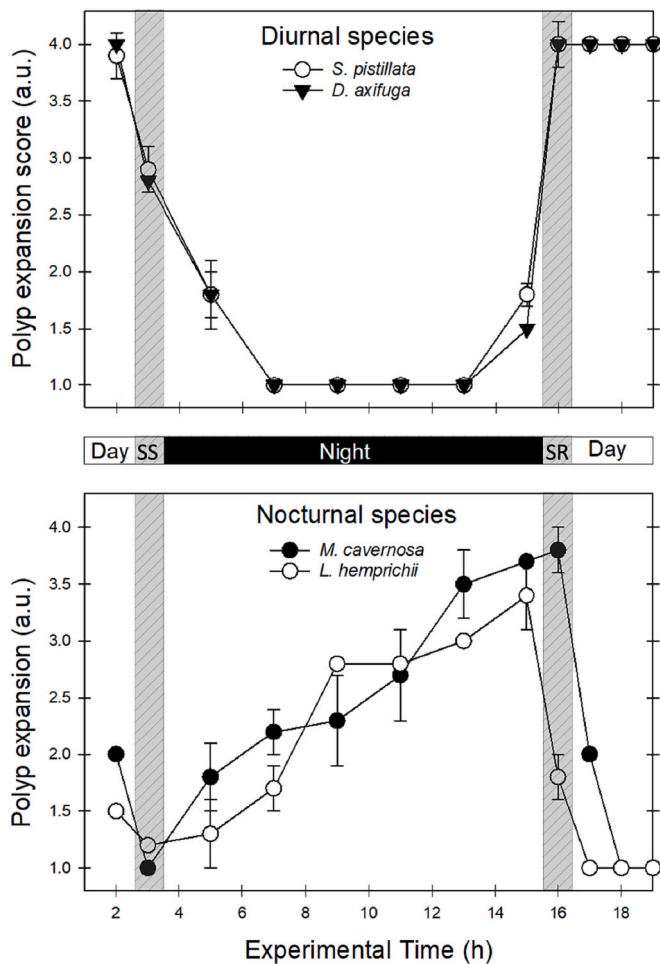 Diurnal species
S. pistillata
D. axifuga
Polyp expansion score (a.u.)
4.0
3.5
3.0
2.5
2.0
1.5
1.0
Day SS Night SR Day
Nocturnal species
M. cavernosa
L. hemprichii
Polyp expansion (a.u.)
4.0
3.5
3.0
2.5
2.0
1.5
1.0
2 4 6 8 10 12 14 16 18
Experimental Time (h)